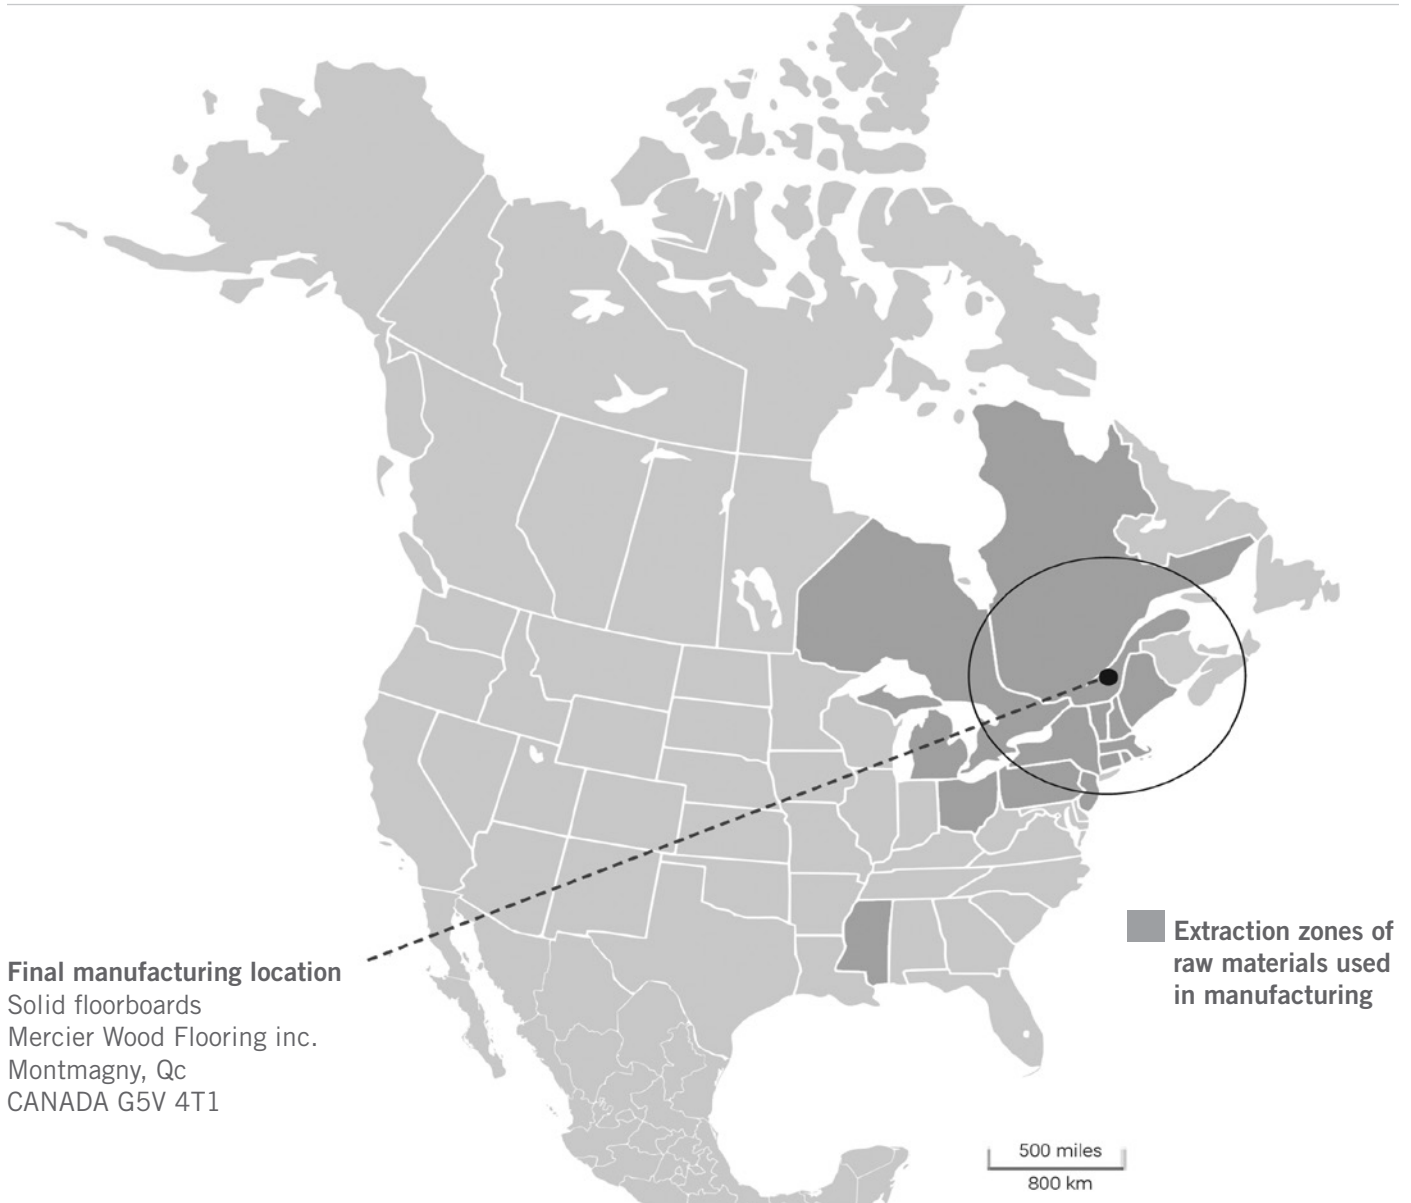 Final manufacturing location
Solid floorboards
Mercier Wood Flooring inc.
Montmagny, Qc
CANADA G5V 4T1
Extraction zones of
raw materials used
in manufacturing
500 miles
800 km